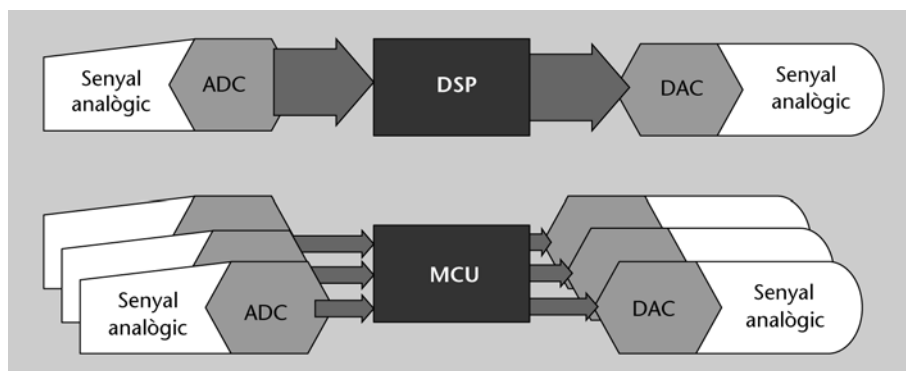 Senyal
analògic
ADC
DSP
DAC
Senyal
analògic
Senyal
analògic
ADC
MCU
DAC
Senyal
analògic